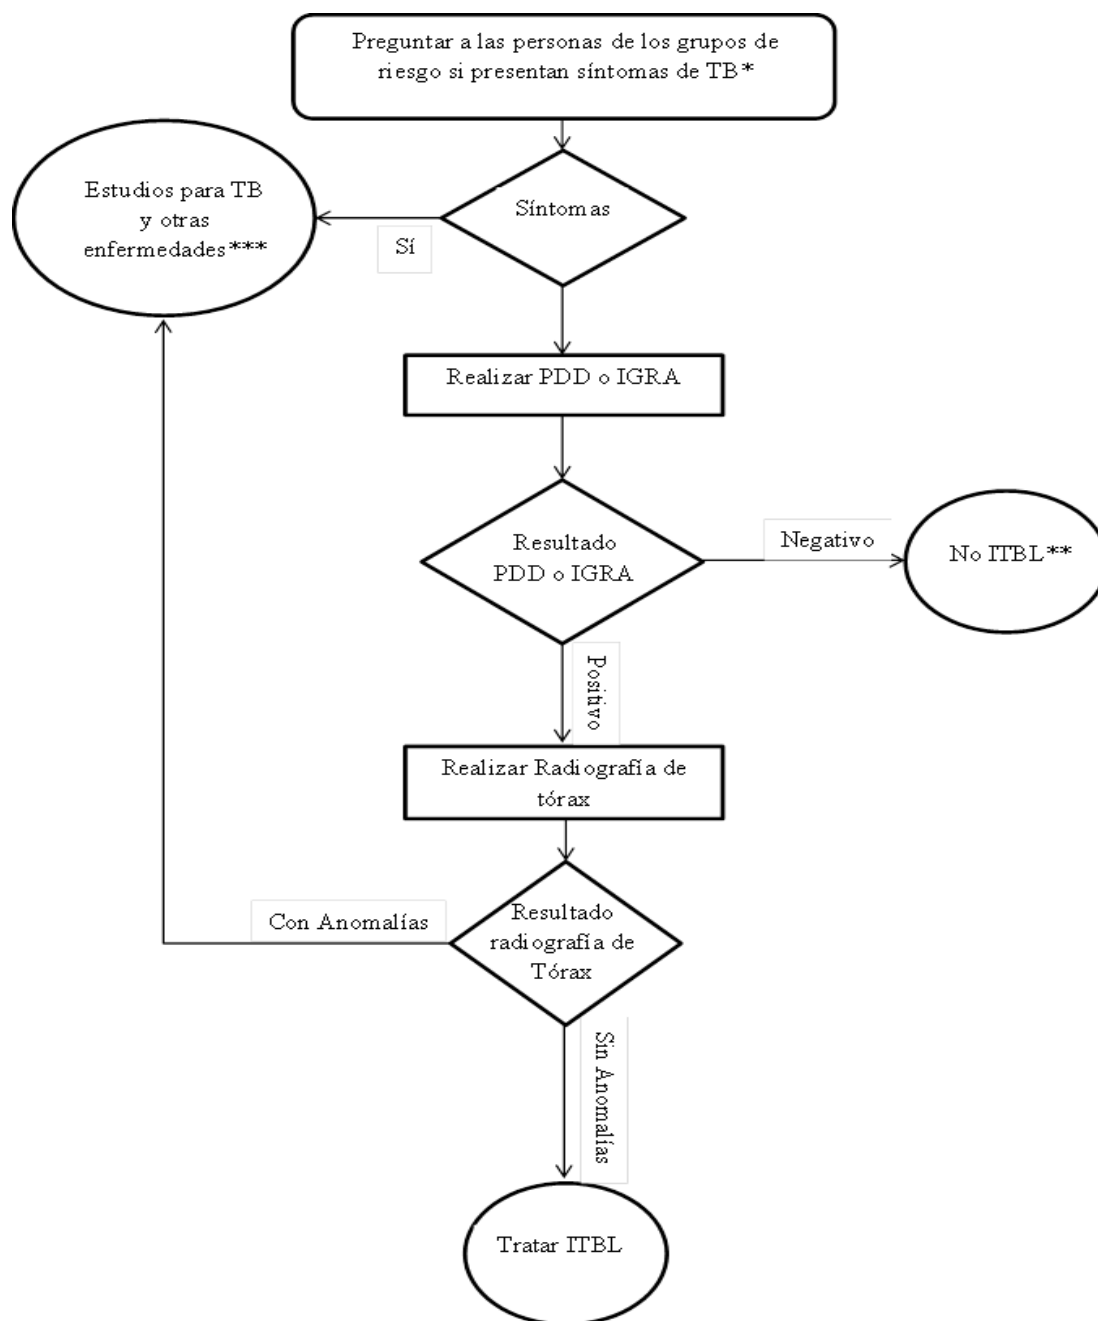 Preguntar a las personas de los grupos de
riesgo si presentan síntomas de TB*
Estudios para TB
y otras
enfermedades***
Síntomas
Sí
Realizar PDD o IGRA
Resultado
PDD o IGRA
Negativo
No ITBL**
Positivo
Realizar Radiografía de
tórax
Con Anomalías
Resultado
radiografía de
Tórax
Sin Anomalías
Tratar ITBL